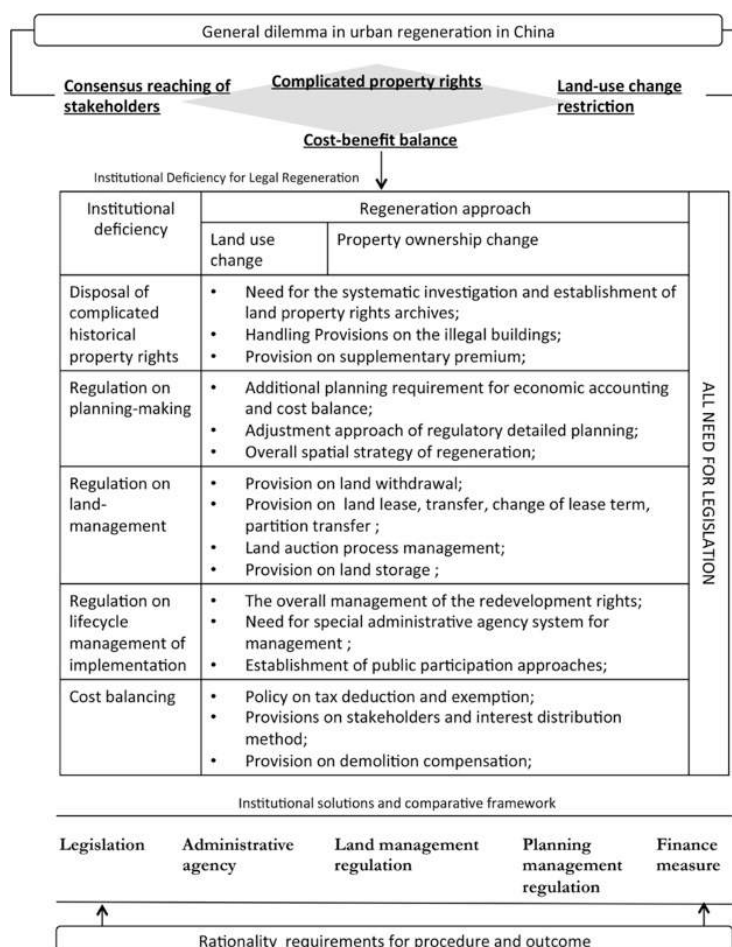 General dilemma in urban regeneration in China
Consensus reaching of
stakeholders
Complicated property rights
Land-use change
restriction
Cost-benefit balance
Institutional Deficiency for Legal Regeneration
Institutional
deficiency
Regeneration approach
Land use
change
Property ownership change
Disposal of
complicated
historical
property rights
• Need for the systematic investigation and establishment of
land property rights archives;
• Handling Provisions on the illegal buildings;
• Provision on supplementary premium;
Regulation on
planning-making
• Additional planning requirement for economic accounting
and cost balance;
• Adjustment approach of regulatory detailed planning;
• Overall spatial strategy of regeneration;
Regulation on
land-
management
• Provision on land withdrawal;
• Provision on land lease, transfer, change of lease term,
partition transfer ;
• Land auction process management;
• Provision on land storage ;
Regulation on
lifecycle
management of
implementation
• The overall management of the redevelopment rights;
• Need for special administrative agency system for
management ;
• Establishment of public participation approaches;
Cost balancing
• Policy on tax deduction and exemption;
• Provisions on stakeholders and interest distribution
method;
• Provision on demolition compensation;
ALL NEED FOR LEGISLATION
Institutional solutions and comparative framework
Legislation
Administrative
agency
Land management
regulation
Planning
management
regulation
Finance
measure
Rationality requirements for procedure and outcome